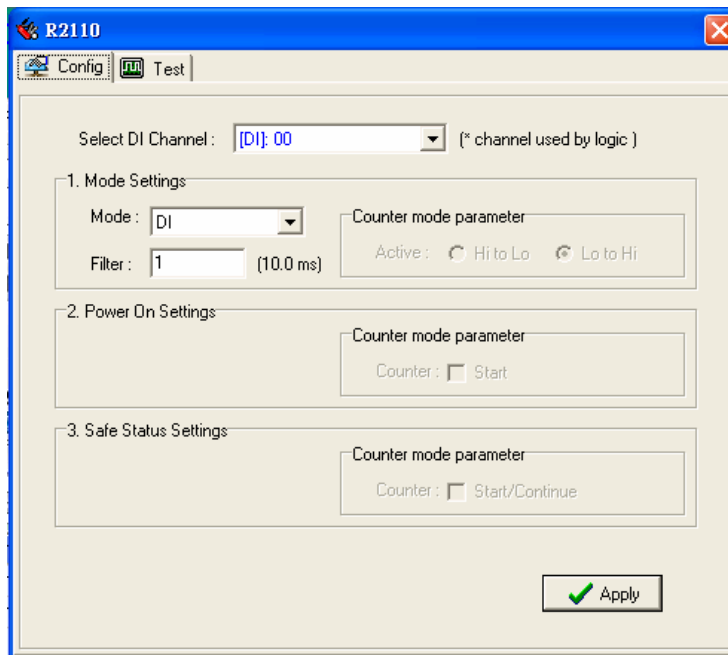 R2110
Config Test
Select DI Channel : [DI]: 00 (* channel used by logic )
1. Mode Settings
Mode : DI
Filter : 1 (10.0 ms)
Counter mode parameter
Active : Hi to Lo Lo to Hi
2. Power On Settings
Counter mode parameter
Counter : Start
3. Safe Status Settings
Counter mode parameter
Counter : Start/Continue
Apply